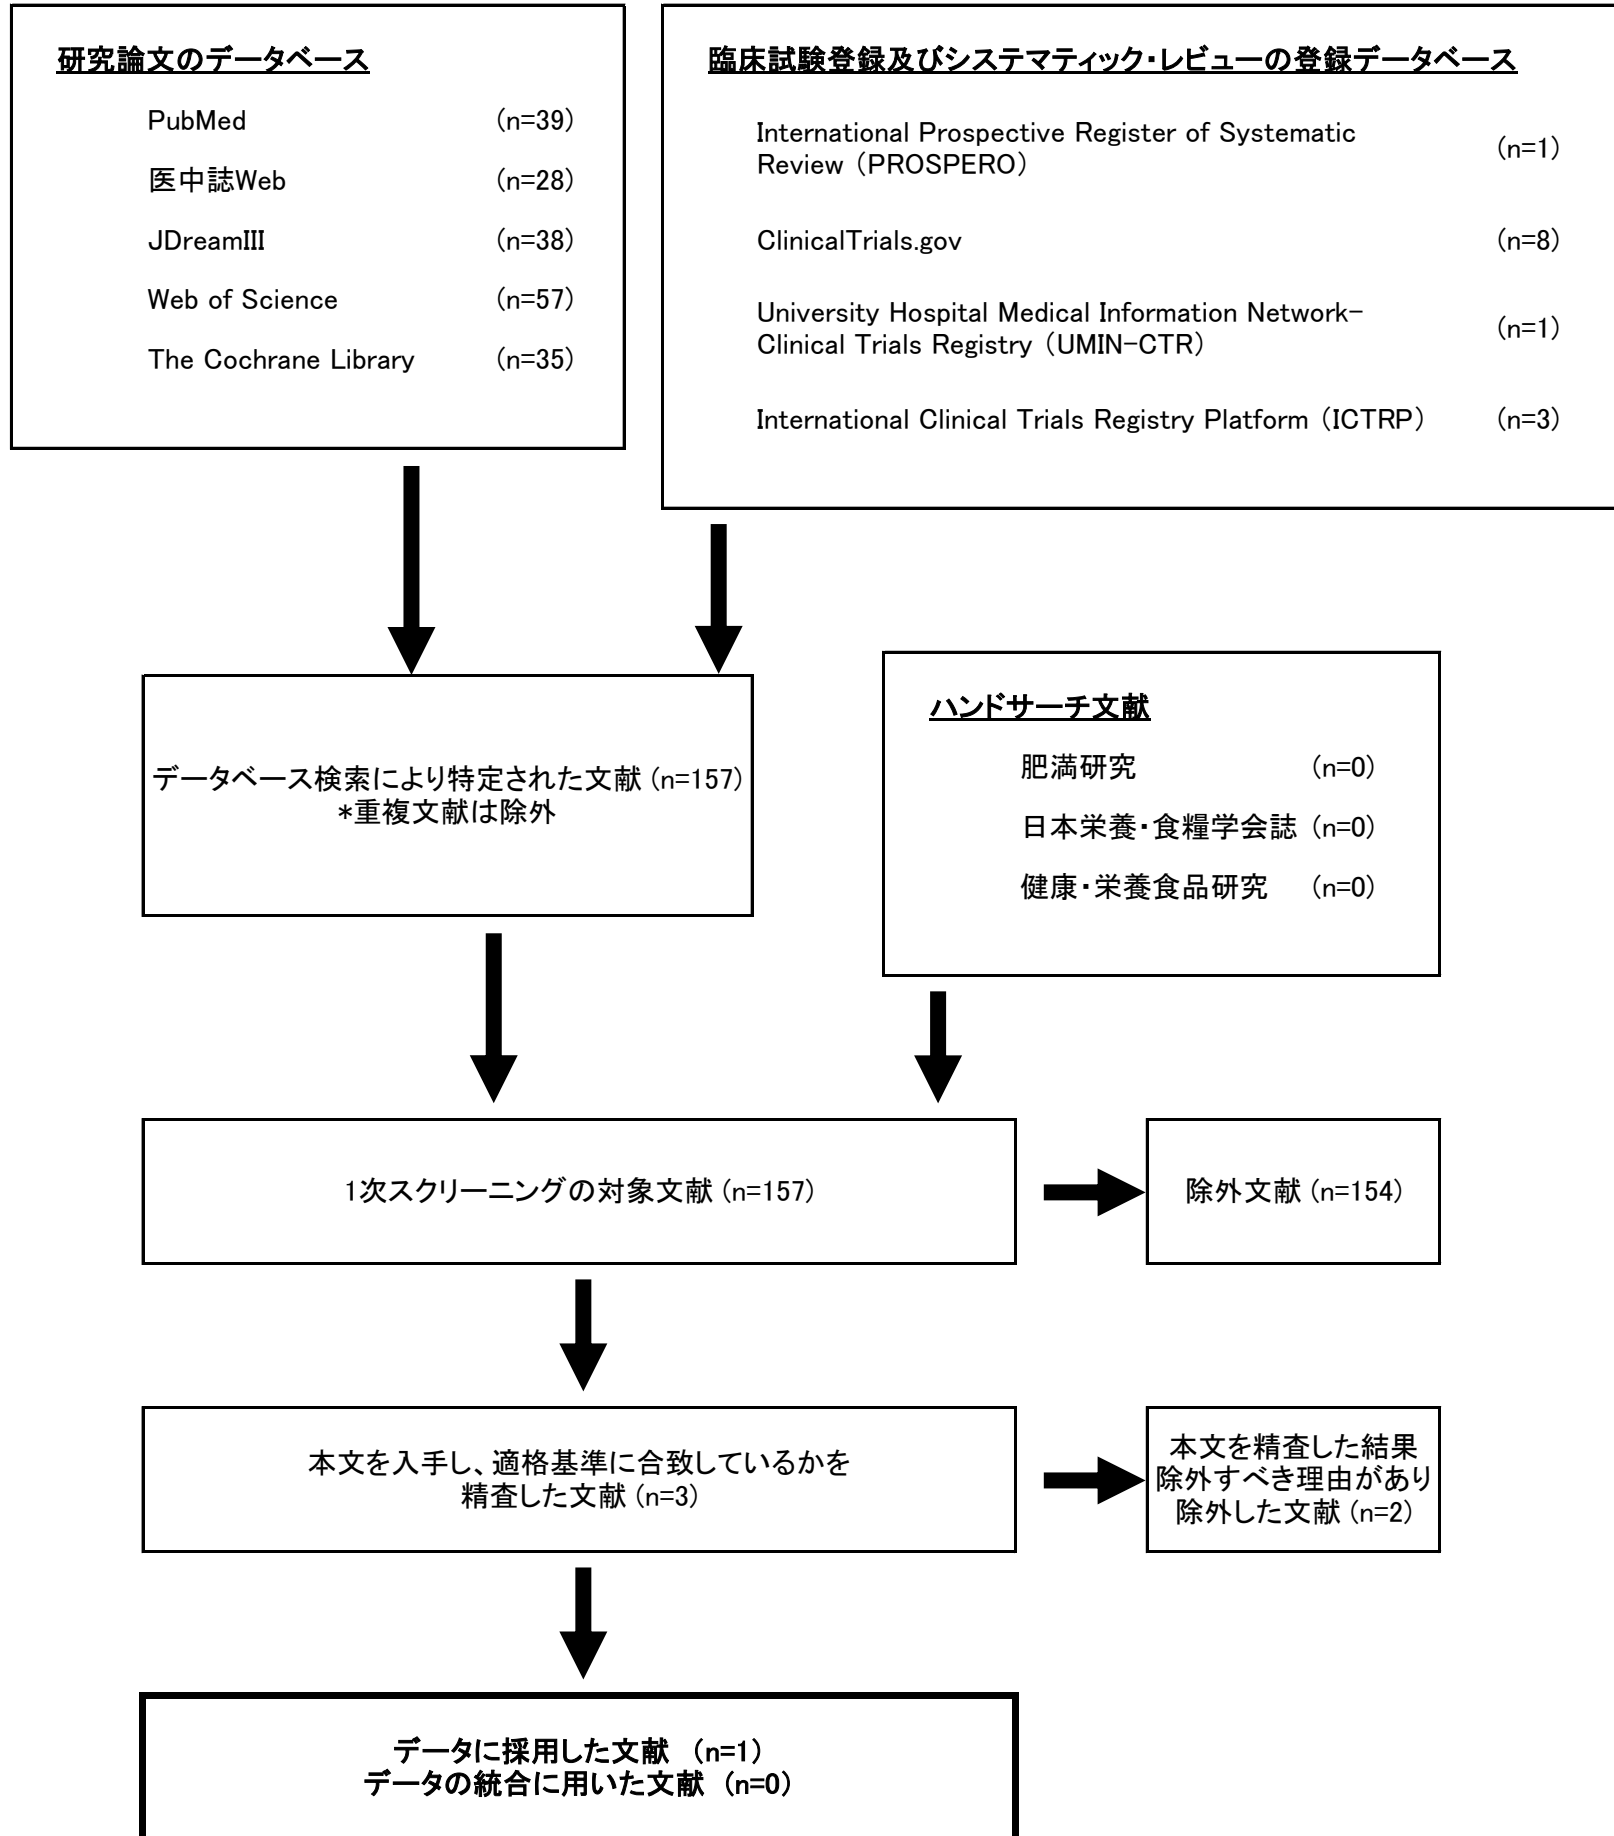 研究論文のデータベース
PubMed (n=39)
医中誌Web (n=28)
JDreamIII (n=38)
Web of Science (n=57)
The Cochrane Library (n=35)
臨床試験登録及びシステマティック・レビューの登録データベース
International Prospective Register of Systematic
Review (PROSPERO) (n=1)
ClinicalTrials.gov (n=8)
University Hospital Medical Information Network-
Clinical Trials Registry (UMIN-CTR) (n=1)
International Clinical Trials Registry Platform (ICTRP) (n=3)
データベース検索により特定された文献 (n=157)
*重複文献は除外
ハンドサーチ文献
肥満研究 (n=0)
日本栄養・食糧学会誌 (n=0)
健康・栄養食品研究 (n=0)
1次スクリーニングの対象文献 (n=157)
除外文献 (n=154)
本文を入手し、適格基準に合致しているかを
精査した文献 (n=3)
本文を精査した結果
除外すべき理由があり
除外した文献 (n=2)
データに採用した文献 (n=1)
データの統合に用いた文献 (n=0)